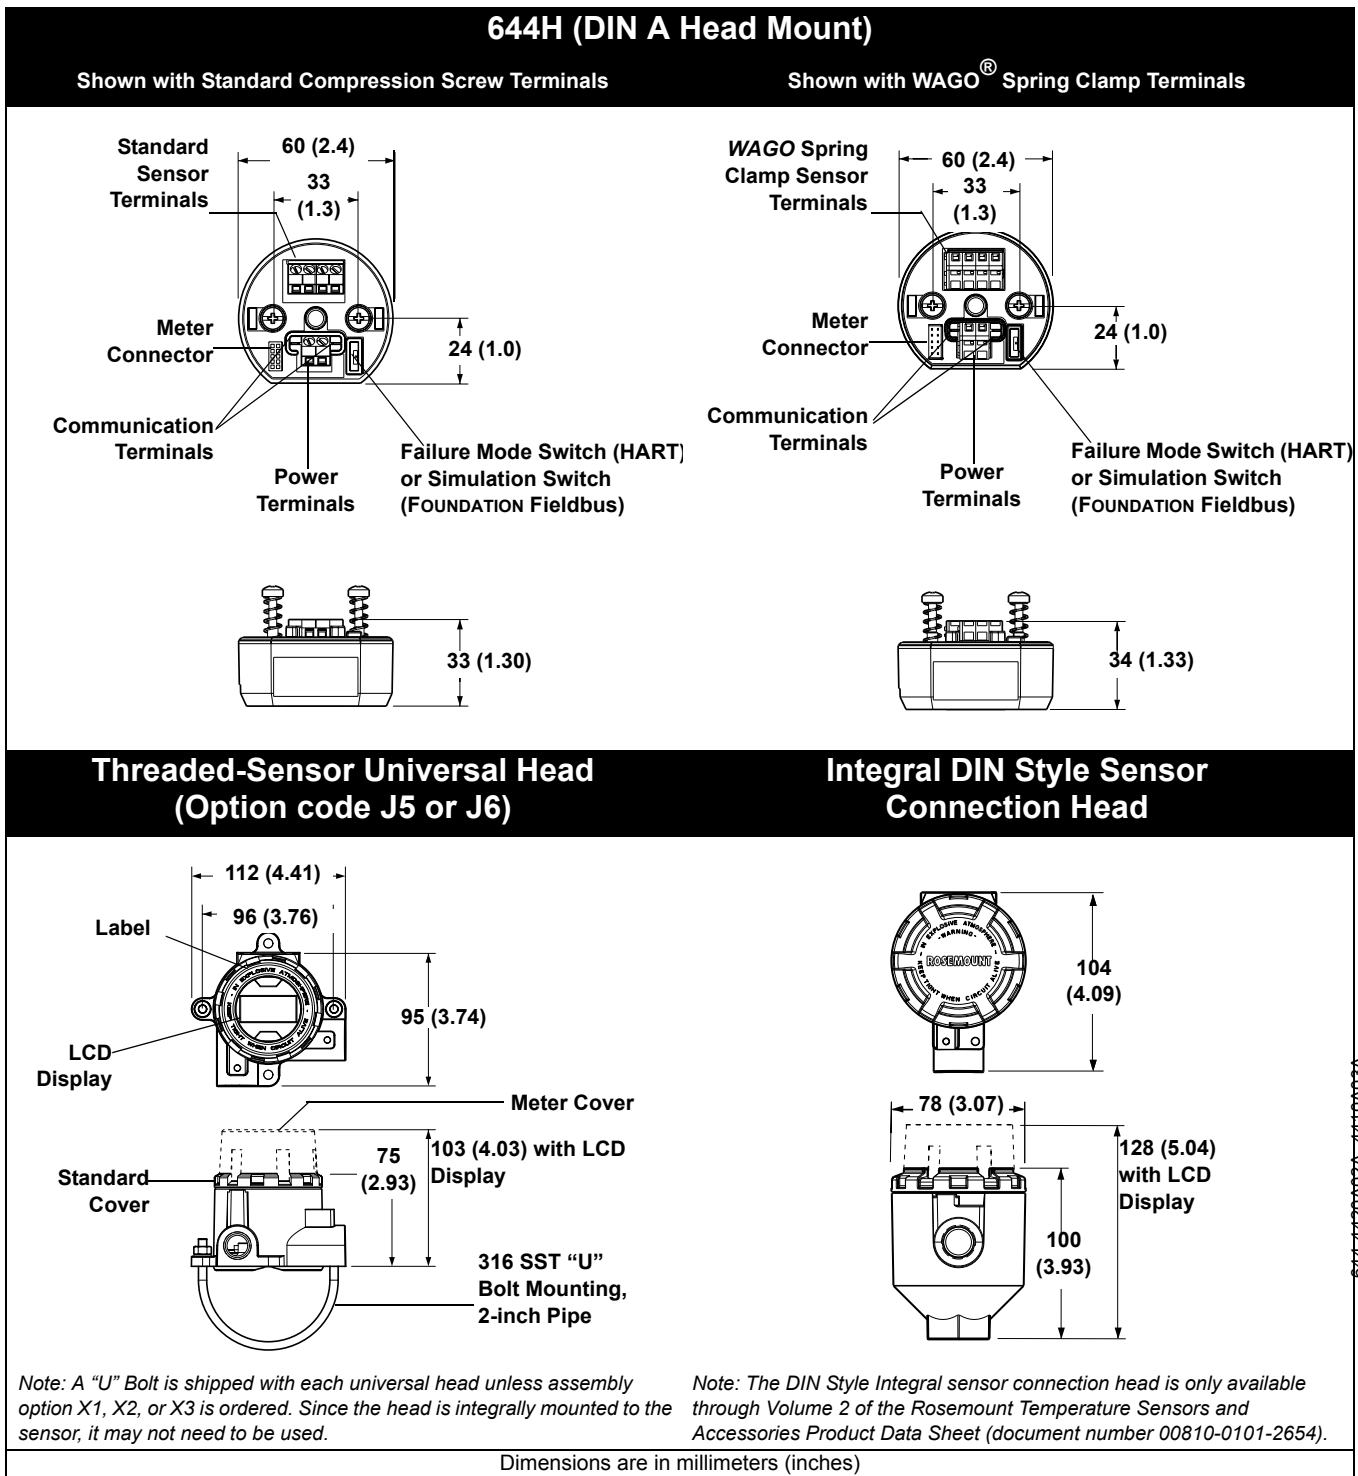 644H (DIN A Head Mount)
Shown with Standard Compression Screw Terminals
Shown with WAGO® Spring Clamp Terminals
Standard
Sensor
Terminals
60 (2.4)
33
(1.3)
Meter
Connector
24 (1.0)
Communication
Terminals
Power
Terminals
Failure Mode Switch (HART)
or Simulation Switch
(FOUNDATION Fieldbus)
33 (1.30)
WAGO Spring
Clamp Sensor
Terminals
60 (2.4)
33
(1.3)
Meter
Connector
24 (1.0)
Communication
Terminals
Power
Terminals
Failure Mode Switch (HART)
or Simulation Switch
(FOUNDATION Fieldbus)
34 (1.33)
Threaded-Sensor Universal Head
(Option code J5 or J6)
Integral DIN Style Sensor
Connection Head
112 (4.41)
96 (3.76)
Label
95 (3.74)
LCD
Display
Meter Cover
103 (4.03) with LCD
Display
75
(2.93)
Standard
Cover
316 SST “U”
Bolt Mounting,
2-inch Pipe
IN EXPLOSIVE ATMOSPHERE
-WARNING-
ROSEMOUNT
KEEP TIGHT WHEN CIRCUIT ALIVE
104
(4.09)
78 (3.07)
128 (5.04)
with LCD
Display
100
(3.93)
Note: A “U” Bolt is shipped with each universal head unless assembly
option X1, X2, or X3 is ordered. Since the head is integrally mounted to the
sensor, it may not need to be used.
Note: The DIN Style Integral sensor connection head is only available
through Volume 2 of the Rosemount Temperature Sensors and
Accessories Product Data Sheet (document number 00810-0101-2654).
Dimensions are in millimeters (inches)